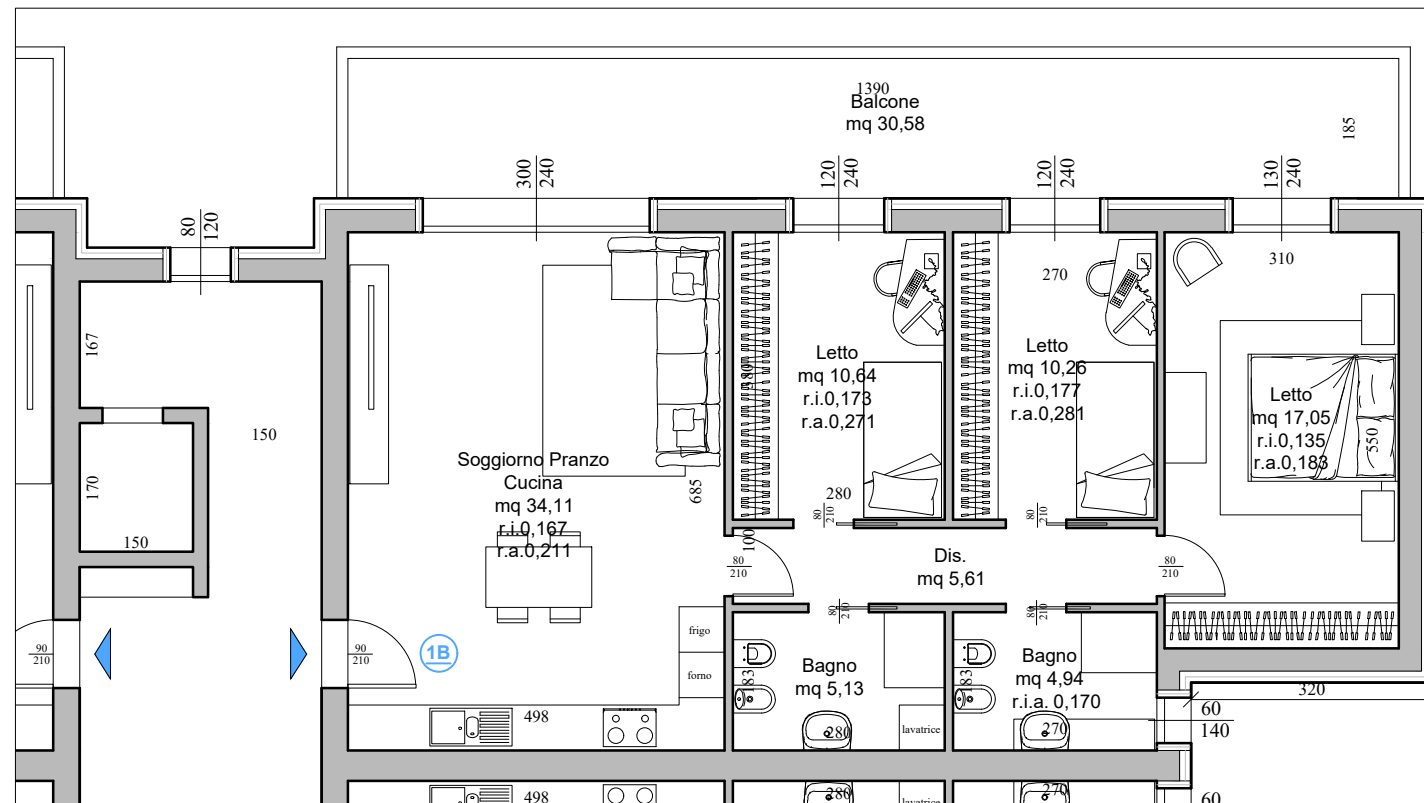 1390
Balcone
mq 30,58
185
300
240
120
240
120
240
130
240
80
120
167
150
170
150
90
210
90
210
1B
Soggiorno Pranzo
Cucina
mq 34,11
r.i.0,167
r.a.0,211
685
498
frigo
forno
Letto
mq 10,64
r.i.0,173
r.a.0,271
380
280
80
210
270
Letto
mq 10,26
r.i.0,177
r.a.0,281
80
210
310
Letto
mq 17,05
r.i.0,135
r.a.0,183
550
100
80
210
Dis.
mq 5,61
80
210
80
210
80
210
Bagno
mq 5,13
183
280
lavatrice
Bagno
mq 4,94
r.i.a. 0,170
183
270
320
60
140
498
280
lavatrice
270
60